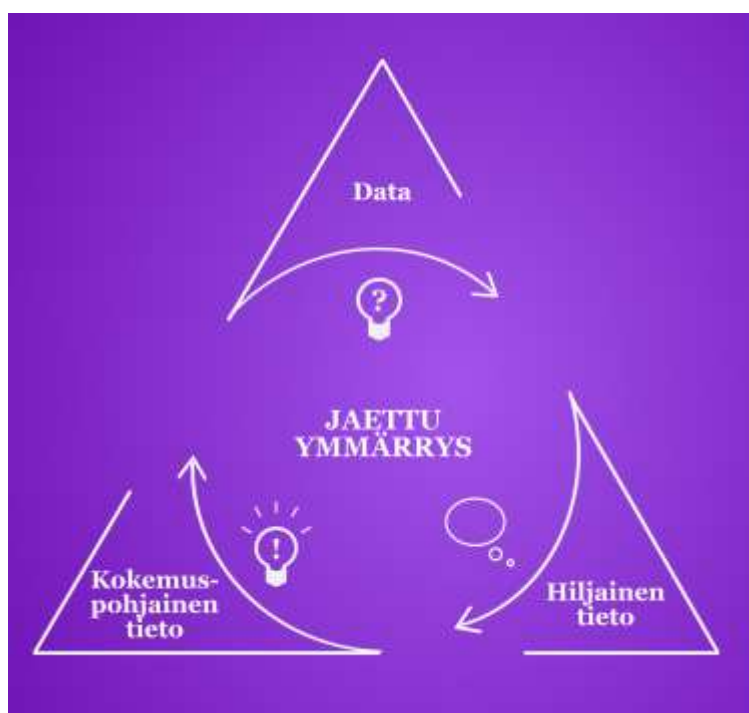 Data
?
JAETTU
YMMÄRRYS
!
Kokemus-
pohjainen
tieto
Hiljainen
tieto